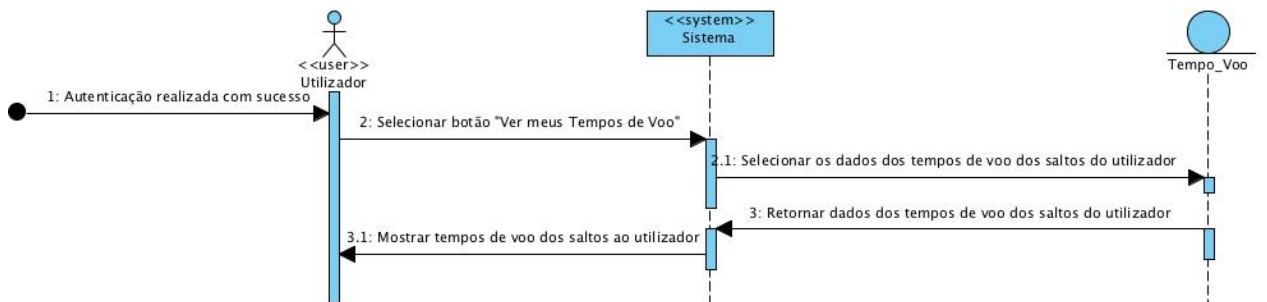 <<system>>
Sistema
<<user>>
Utilizador
Tempo_Voo
1: Autenticação realizada com sucesso
2: Selecionar botão "Ver meus Tempos de Voo"
2.1: Selecionar os dados dos tempos de voo dos saltos do utilizador
3: Retornar dados dos tempos de voo dos saltos do utilizador
3.1: Mostrar tempos de voo dos saltos ao utilizador